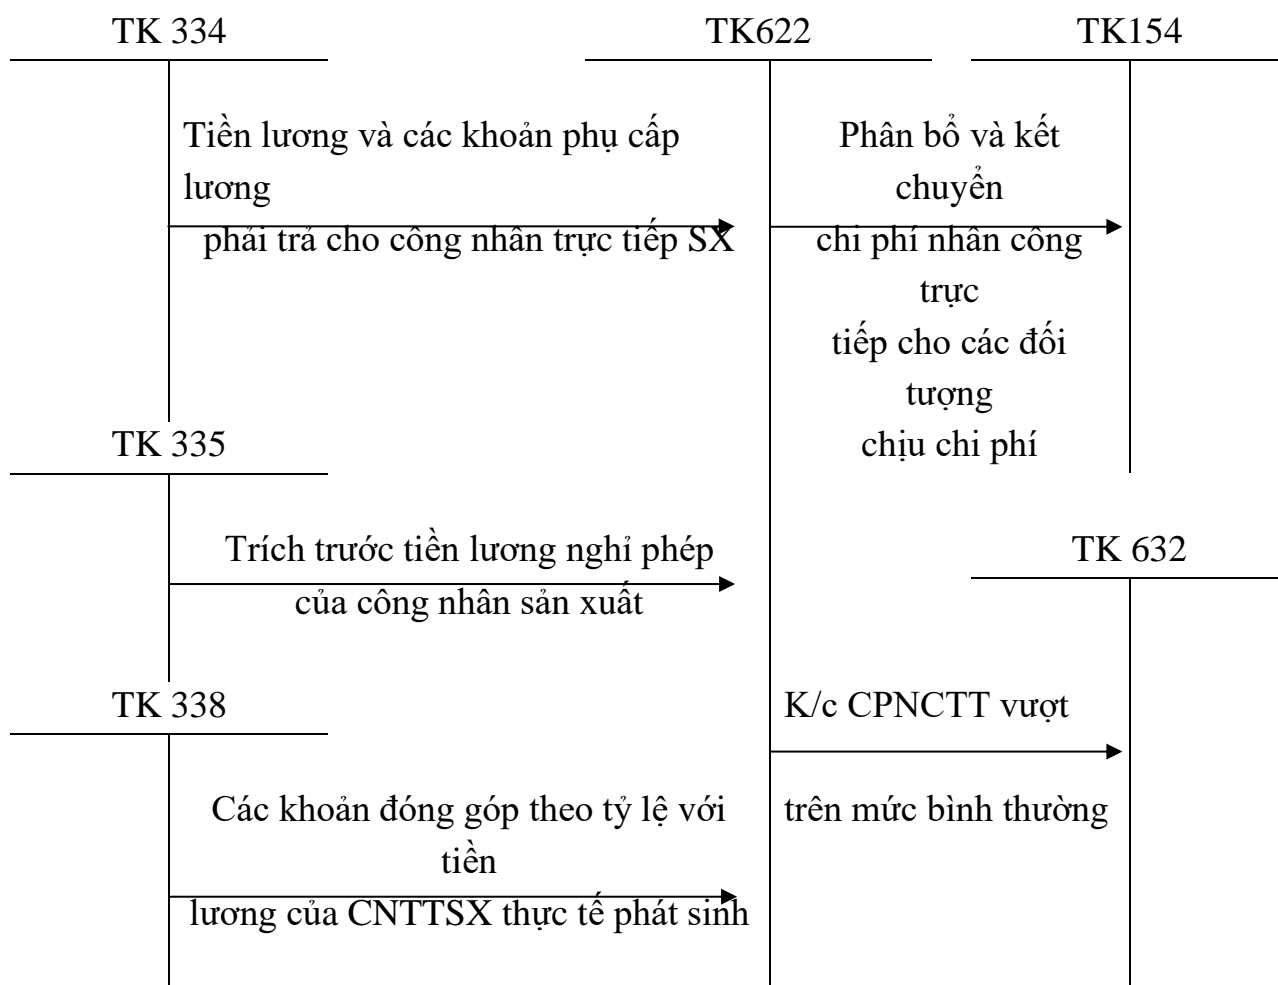 TK 334
TK622
TK154
Tiền lương và các khoản phụ cấp
lương
phải trả cho công nhân trực tiếp SX
Phân bổ và kết
chuyển
chi phí nhân công
trực
tiếp cho các đối
tượng
chịu chi phí
TK 335
Trích trước tiền lương nghỉ phép
của công nhân sản xuất
TK 632
TK 338
K/c CPNCTT vượt
trên mức bình thường
Các khoản đóng góp theo tỷ lệ với
tiền
lương của CNTTSX thực tế phát sinh